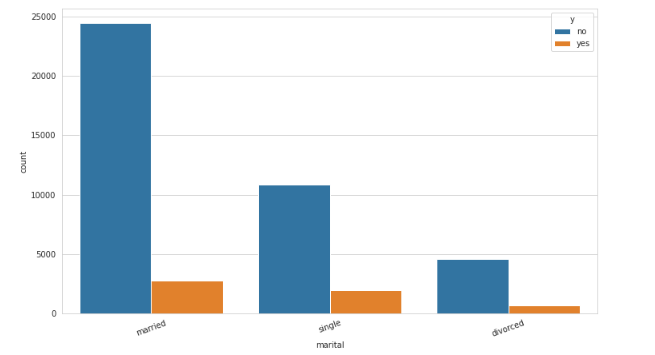 25000
20000
15000
10000
5000
0
count
y
no
yes
married
single
divorced
marital